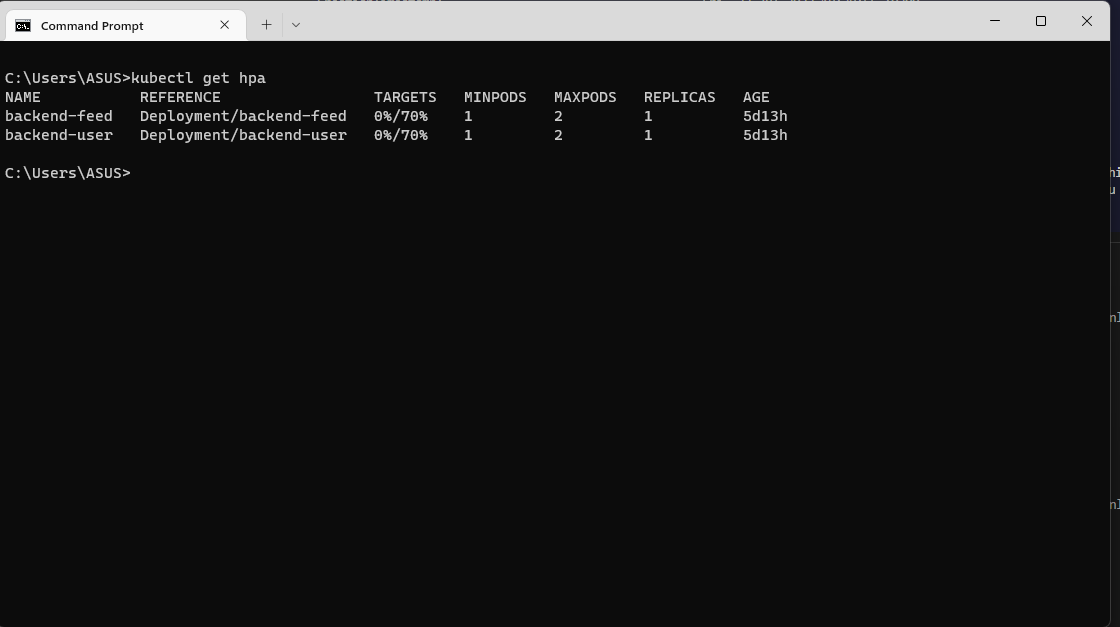 Command Prompt
C:\Users\ASUS>kubectl get hpa
NAME REFERENCE TARGETS MINPODS MAXPODS REPLICAS AGE
backend-feed Deployment/backend-feed 0%/70% 1 2 1 5d13h
backend-user Deployment/backend-user 0%/70% 1 2 1 5d13h
C:\Users\ASUS>